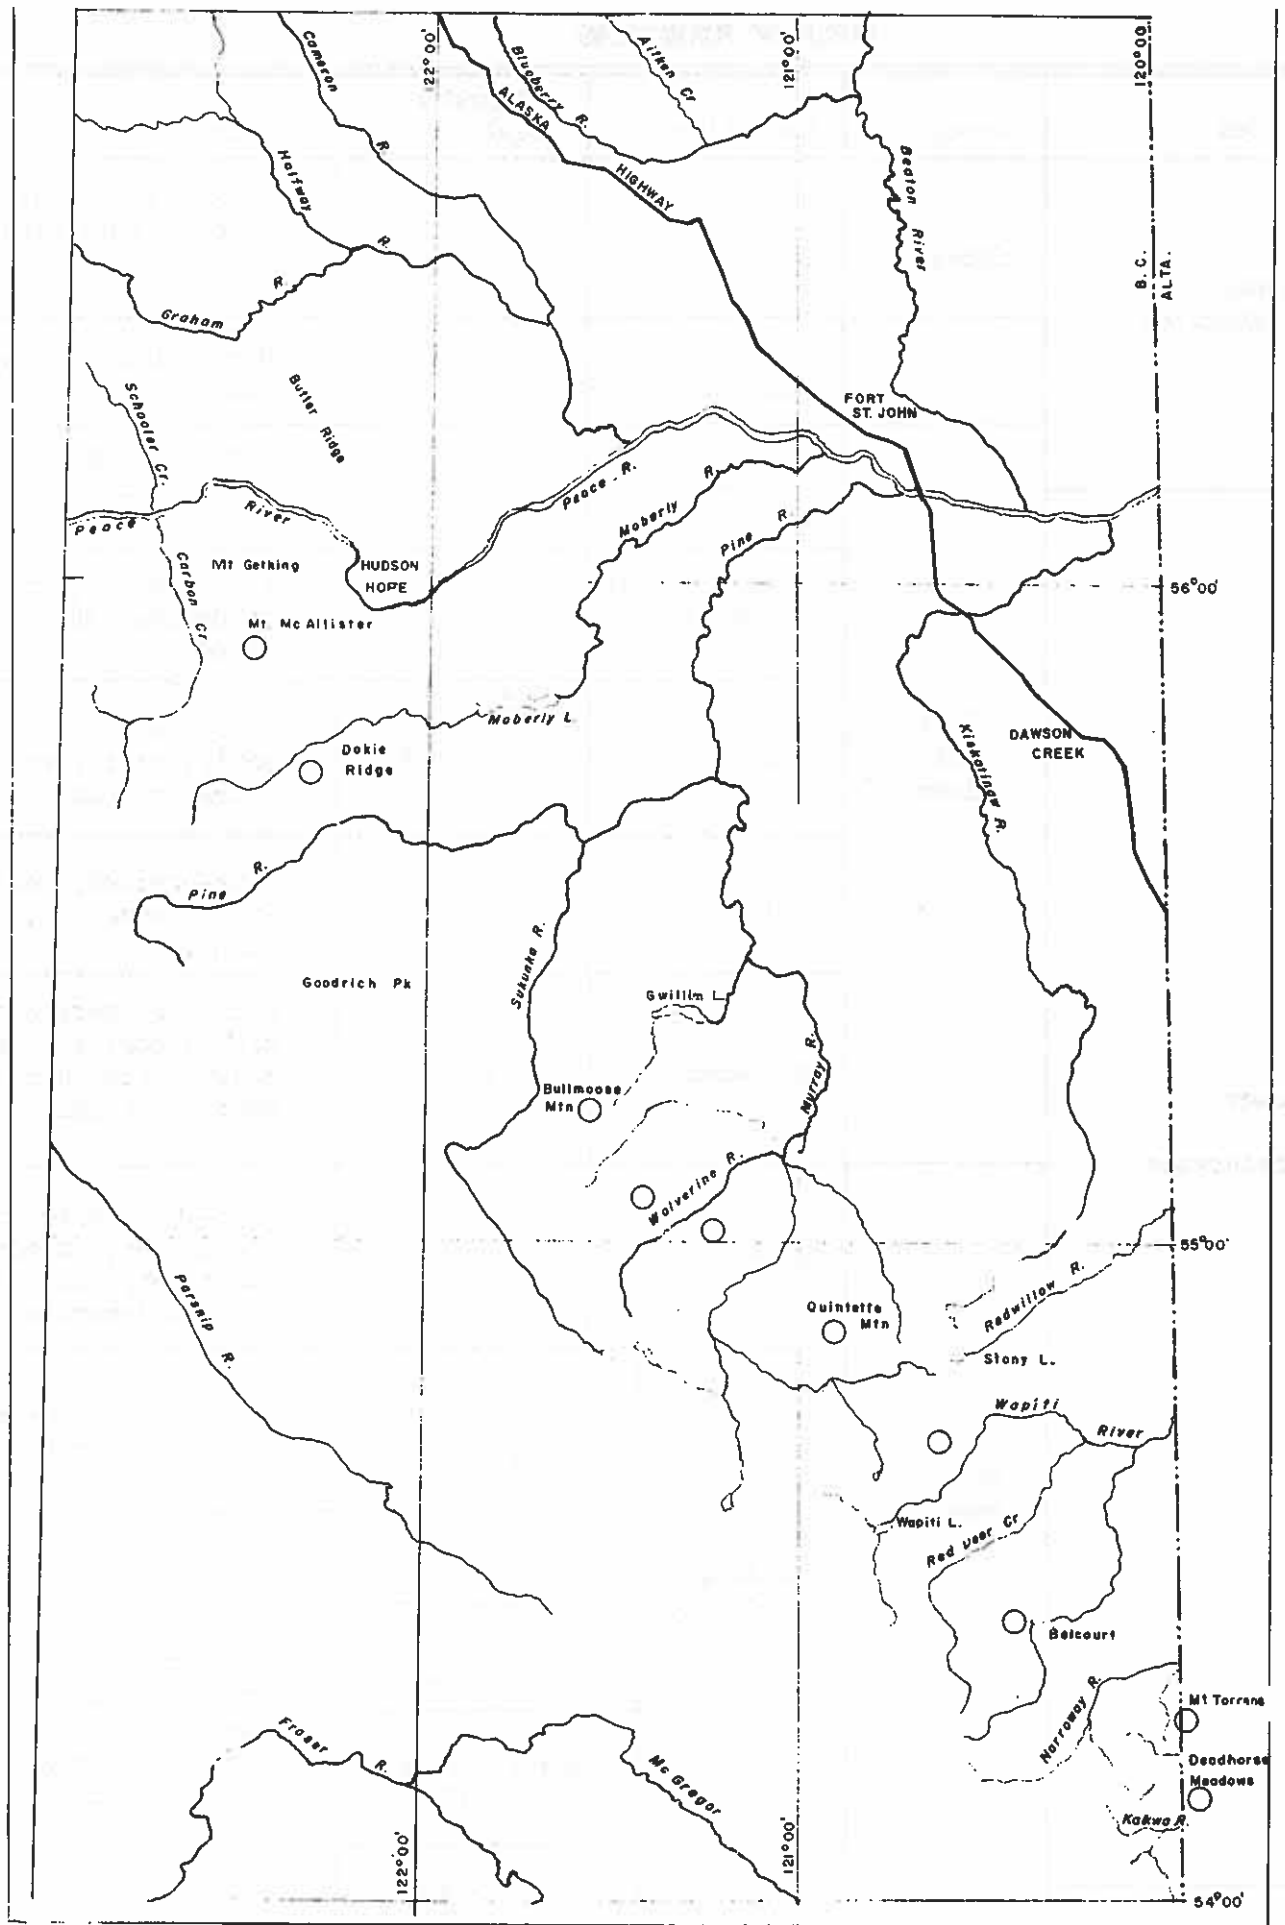 Cameron
R.
122°00'
Blueberry
R.
Aitken Cr
121°00'
120°00'
ALASKA
HIGHWAY
Halfway
R.
Beaton
River
B. C.
ALTA.
Graham
R.
Schooler Cr.
Butler Ridge
FORT
ST. JOHN
Peace
River
Peace R.
Moberly
R.
Pine
R.
Carbon
Cr
Mt Gething
HUDSON
HOPE
56°00'
Mt. McAllister
Moberly L
Dokie
Ridge
Kiskatinaw R.
DAWSON
CREEK
Pine
R.
Goodrich Pk
Sukunka R.
Gwillim L
Bullmoose
Mtn
Murray R.
Wolverine R.
55°00'
Parsnip
R.
Redwillow R.
Quintette
Mtn
Stony L.
Wapiti
River
Wapiti L.
Red Deer Cr
Belcourt
Narroway R.
Mt Torrens
Deadhorse
Meadows
Kakwa R.
Fraser
R.
Mc Gregor
122°00'
121°00'
54°00'